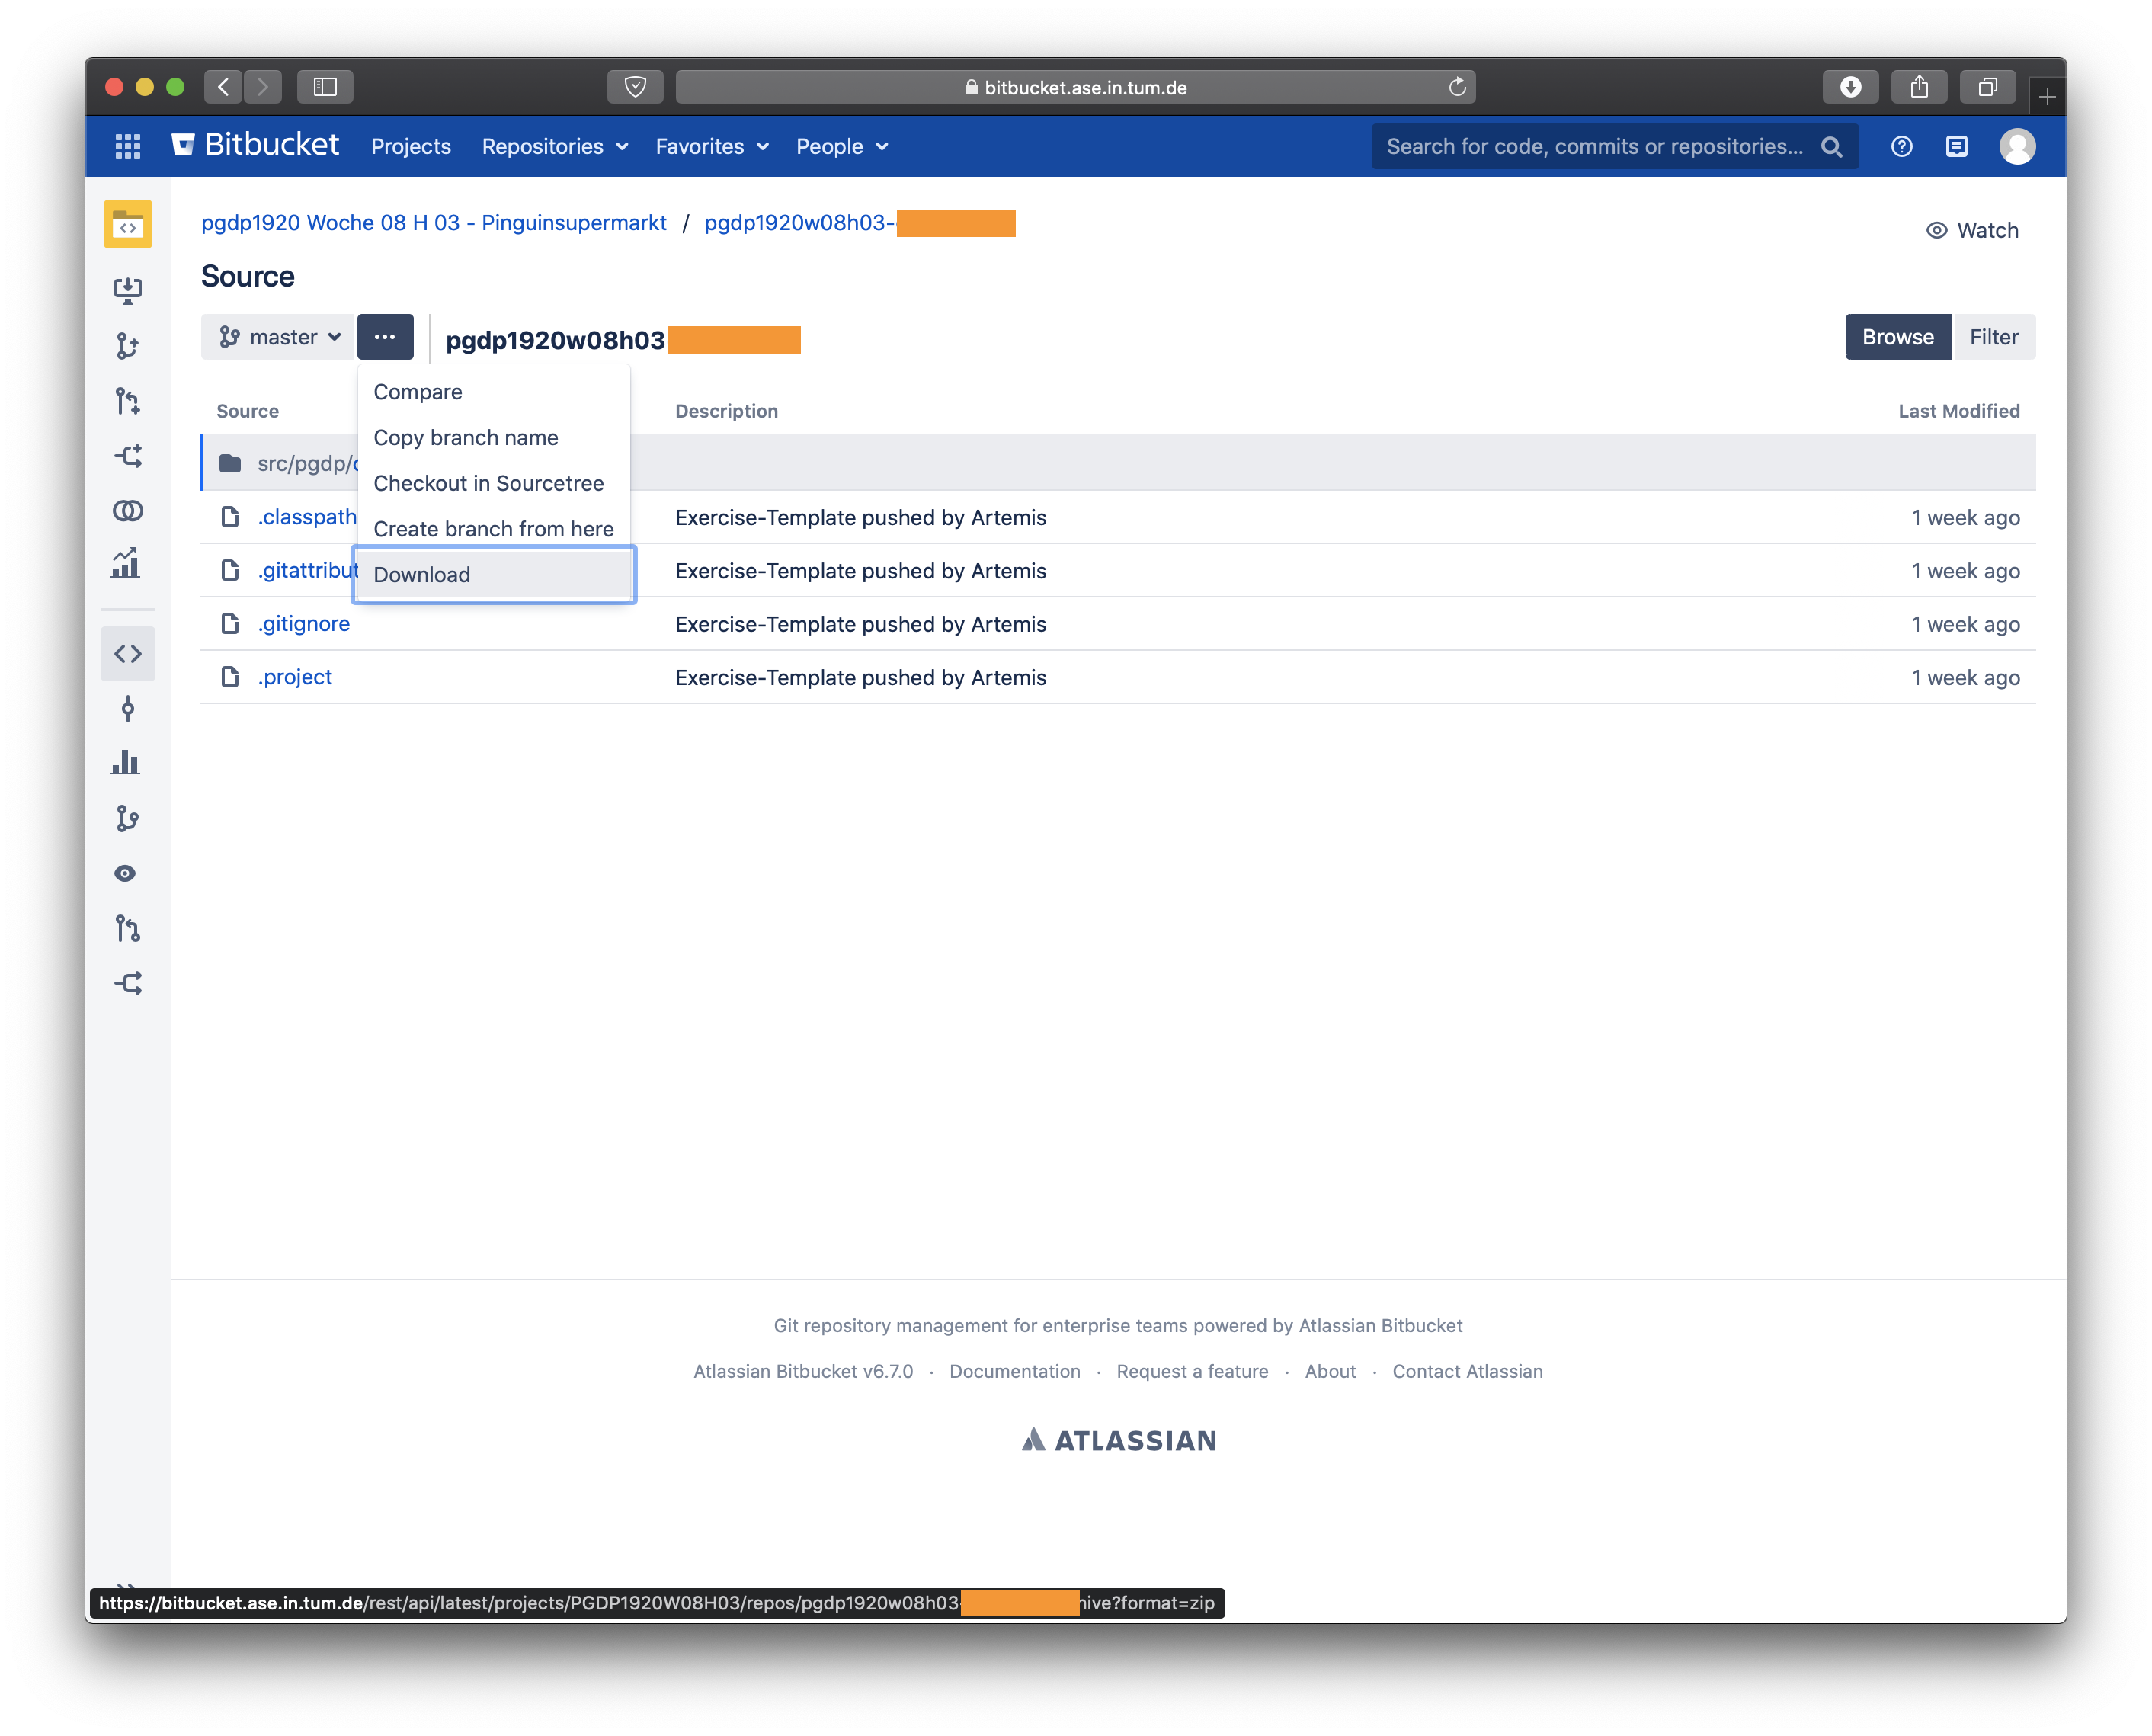 bitbucket.ase.in.tum.de
Bitbucket Projects Repositories Favorites People Search for code, commits or repositories...
pgdp1920 Woche 08 H 03 - Pinguinsupermarkt / pgdp1920w08h03-
Watch
Source
master ... pgdp1920w08h03- Browse Filter
Compare
Copy branch name
Checkout in Sourcetree
Create branch from here
Download
Source Description Last Modified
src/pgdp/
.classpath Exercise-Template pushed by Artemis 1 week ago
.gitattribut Exercise-Template pushed by Artemis 1 week ago
.gitignore Exercise-Template pushed by Artemis 1 week ago
.project Exercise-Template pushed by Artemis 1 week ago
Git repository management for enterprise teams powered by Atlassian Bitbucket
Atlassian Bitbucket v6.7.0 · Documentation · Request a feature · About · Contact Atlassian
ATLASSIAN
https://bitbucket.ase.in.tum.de/rest/api/latest/projects/PGDP1920W08H03/repos/pgdp1920w08h03- hive?format=zip